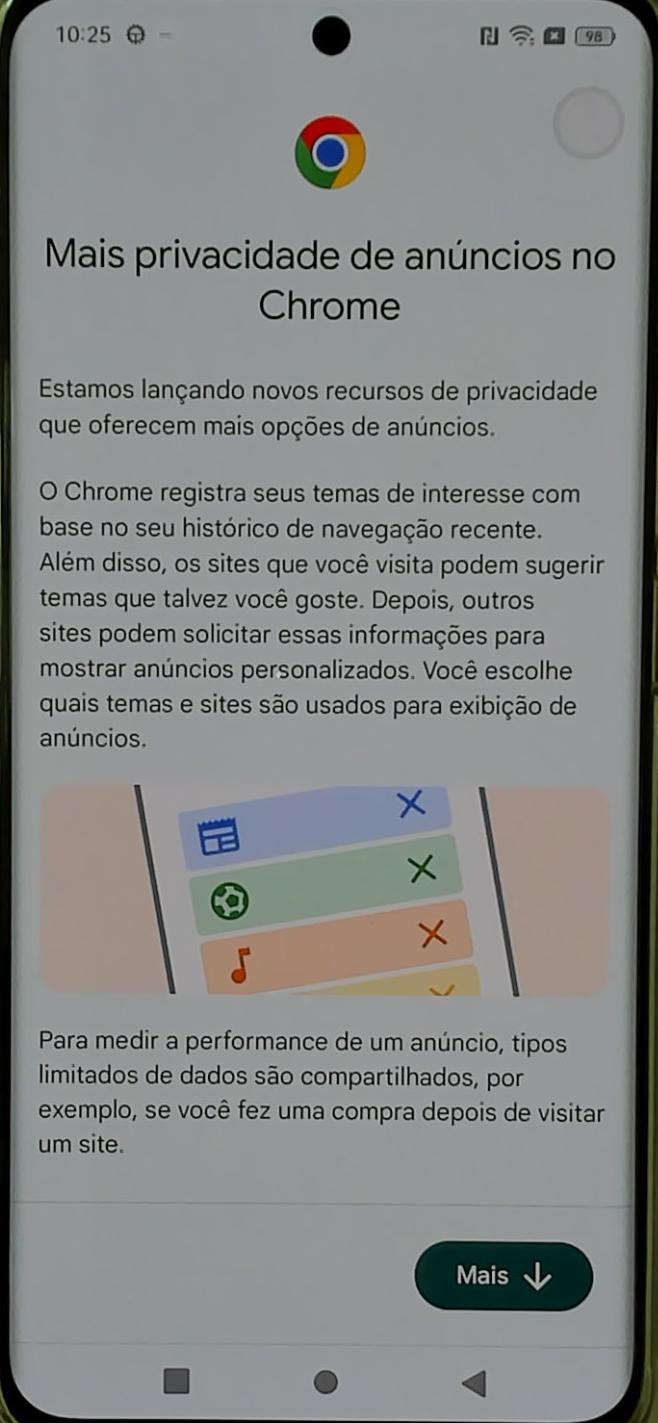 10:25
98
Mais privacidade de anúncios no
Chrome
Estamos lançando novos recursos de privacidade
que oferecem mais opções de anúncios.
O Chrome registra seus temas de interesse com
base no seu histórico de navegação recente.
Além disso, os sites que você visita podem sugerir
temas que talvez você goste. Depois, outros
sites podem solicitar essas informações para
mostrar anúncios personalizados. Você escolhe
quais temas e sites são usados para exibição de
anúncios.
Para medir a performance de um anúncio, tipos
limitados de dados são compartilhados, por
exemplo, se você fez uma compra depois de visitar
um site.
Mais